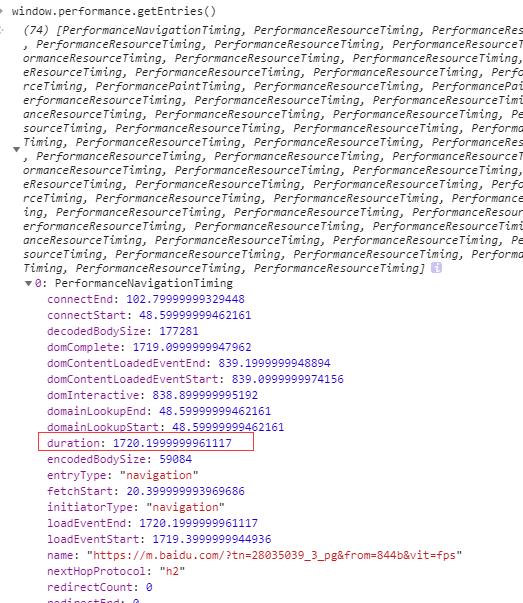 window.performance.getEntries()
(74) [PerformanceNavigationTiming, PerformanceResourceTiming, PerformanceRes
, PerformanceResourceTiming, PerformanceResourceTiming, PerformanceResourceT
ormanceResourceTiming, PerformanceResourceTiming, PerformanceResourceTiming,
eResourceTiming, PerformanceResourceTiming, PerformanceResourceTiming, Perfo
rceTiming, PerformancePaintTiming, PerformanceResourceTiming, PerformancePai
erformanceResourceTiming, PerformanceResourceTiming, PerformanceResourceTimi
anceResourceTiming, PerformanceResourceTiming, PerformanceResourceTiming, Pe
sourceTiming, PerformanceResourceTiming, PerformanceResourceTiming, Performa
Timing, PerformanceResourceTiming, PerformanceResourceTiming, PerformanceRes
, PerformanceResourceTiming, PerformanceResourceTiming, PerformanceResourceT
ormanceResourceTiming, PerformanceResourceTiming, PerformanceResourceTiming,
eResourceTiming, PerformanceResourceTiming, PerformanceResourceTiming, Perfo
rceTiming, PerformanceResourceTiming, PerformanceResourceTiming, Performance
ing, PerformanceResourceTiming, PerformanceResourceTiming, PerformanceResour
erformanceResourceTiming, PerformanceResourceTiming, PerformanceResourceTimi
anceResourceTiming, PerformanceResourceTiming, PerformanceResourceTiming, Pe
sourceTiming, PerformanceResourceTiming, PerformanceResourceTiming, Performa
Timing, PerformanceResourceTiming, PerformanceResourceTiming]
0: PerformanceNavigationTiming
connectEnd: 102.79999999329448
connectStart: 48.59999999462161
decodedBodySize: 177281
domComplete: 1719.0999999947962
domContentLoadedEventEnd: 839.1999999948894
domContentLoadedEventStart: 839.0999999974156
domInteractive: 838.899999995192
domainLookupEnd: 48.59999999462161
domainLookupStart: 48.59999999462161
duration: 1720.1999999961117
encodedBodySize: 59084
entryType: "navigation"
fetchStart: 20.399999993969686
initiatorType: "navigation"
loadEventEnd: 1720.1999999961117
loadEventStart: 1719.399999944936
name: "https://m.baidu.com/?tn=28035039_3_pg&from=844b&vit=fps"
nextHopProtocol: "h2"
redirectCount: 0
redirectEnd: 0